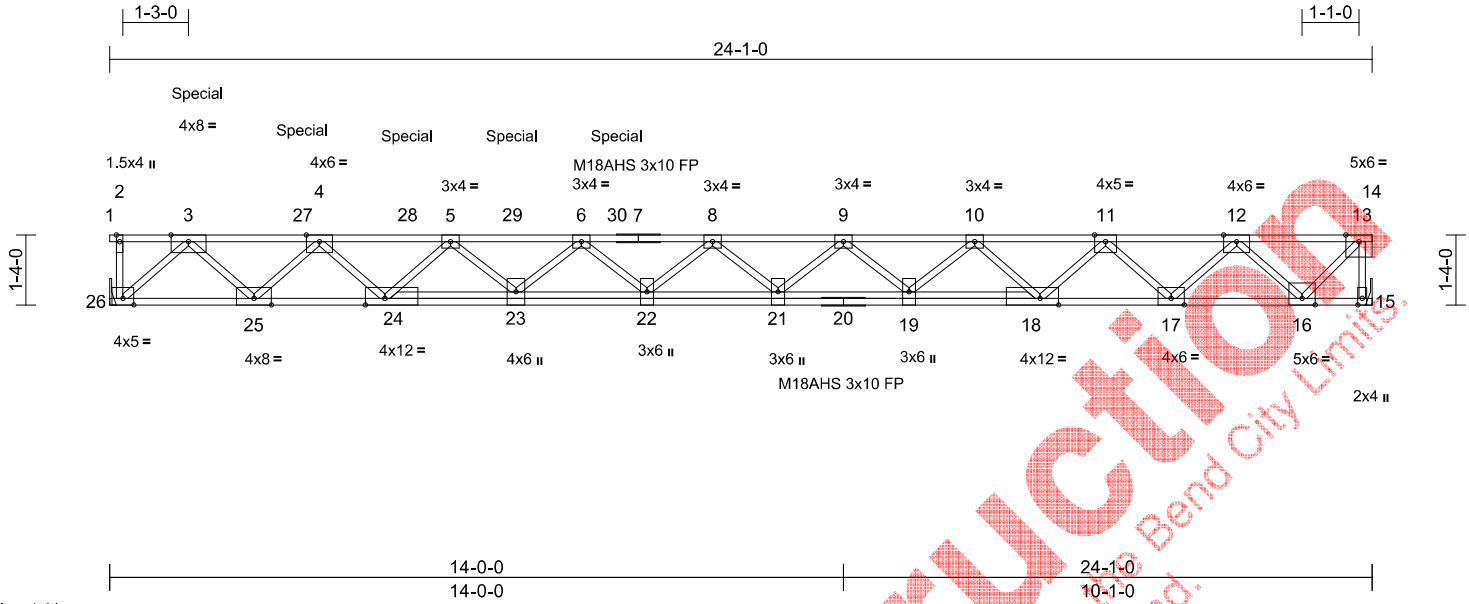 1-3-0 1-1-0
24-1-0
Special
4x8 =
Special Special Special Special
1.5x4 II 4x6 = M18AHS 3x10 FP 5x6 =
3x4 = 3x4 = 3x4 = 3x4 = 3x4 = 4x5 = 4x6 =
2 4 14
1 3 27 28 5 29 6 30 7 8 9 10 11 12 13
1-4-0 1-4-0
26 15
25 24 23 22 21 20 19 18 17 16
4x5 = 4x8 = 4x12 = 4x6 II 3x6 II 3x6 II 3x6 II 4x12 = 4x6 = 5x6 =
M18AHS 3x10 FP
2x4 II
14-0-0 24-1-0
14-0-0 10-1-0
ruction
the Bend City Limits.